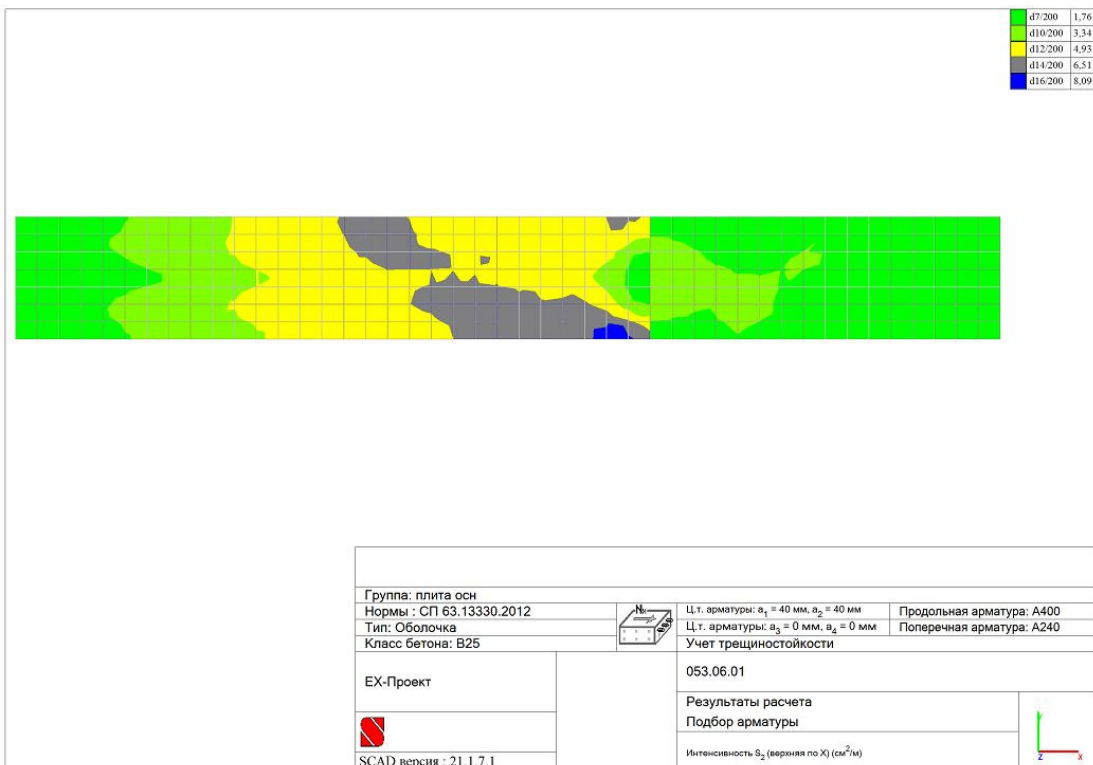 d7/200 1,76
d10/200 3,34
d12/200 4,93
d14/200 6,51
d16/200 8,09
Группа: плита осн
Нормы : СП 63.13330.2012
Тип: Оболочка
Класс бетона: B25
Ц.т. арматуры: a1 = 40 мм, a2 = 40 мм Продольная арматура: А400
Ц.т. арматуры: a3 = 0 мм, a4 = 0 мм Поперечная арматура: А240
Учет трещиностойкости
ЕХ-Проект
053.06.01
Результаты расчета
Подбор арматуры
Интенсивность S2 (верхняя по X) (см²/м)
SCAD версия : 21.1.7.1
Y
Z X